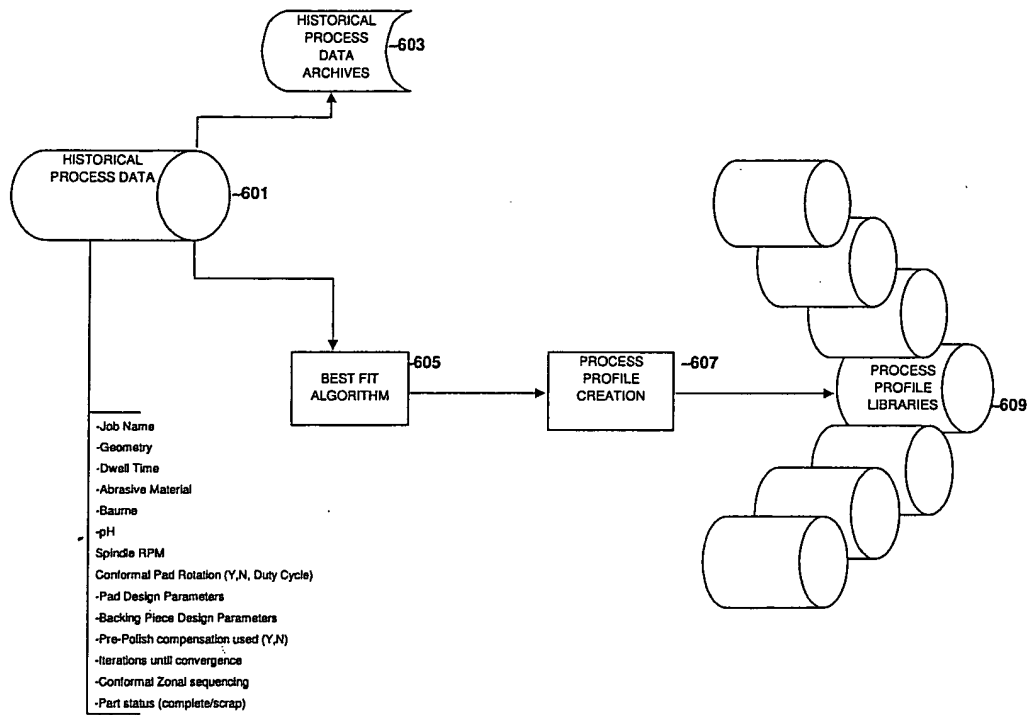 HISTORICAL
PROCESS
DATA
ARCHIVES
~603
HISTORICAL
PROCESS DATA
~601
BEST FIT
ALGORITHM
~605
PROCESS
PROFILE
CREATION
~607
PROCESS
PROFILE
LIBRARIES
~609
-Job Name
-Geometry
-Dwell Time
-Abrasive Material
-Baume
-pH
Spindle RPM
Conformal Pad Rotation (Y,N, Duty Cycle)
-Pad Design Parameters
-Backing Piece Design Parameters
-Pre-Polish compensation used (Y,N)
-Iterations until convergence
-Conformal Zonal sequencing
-Part status (complete/scrap)